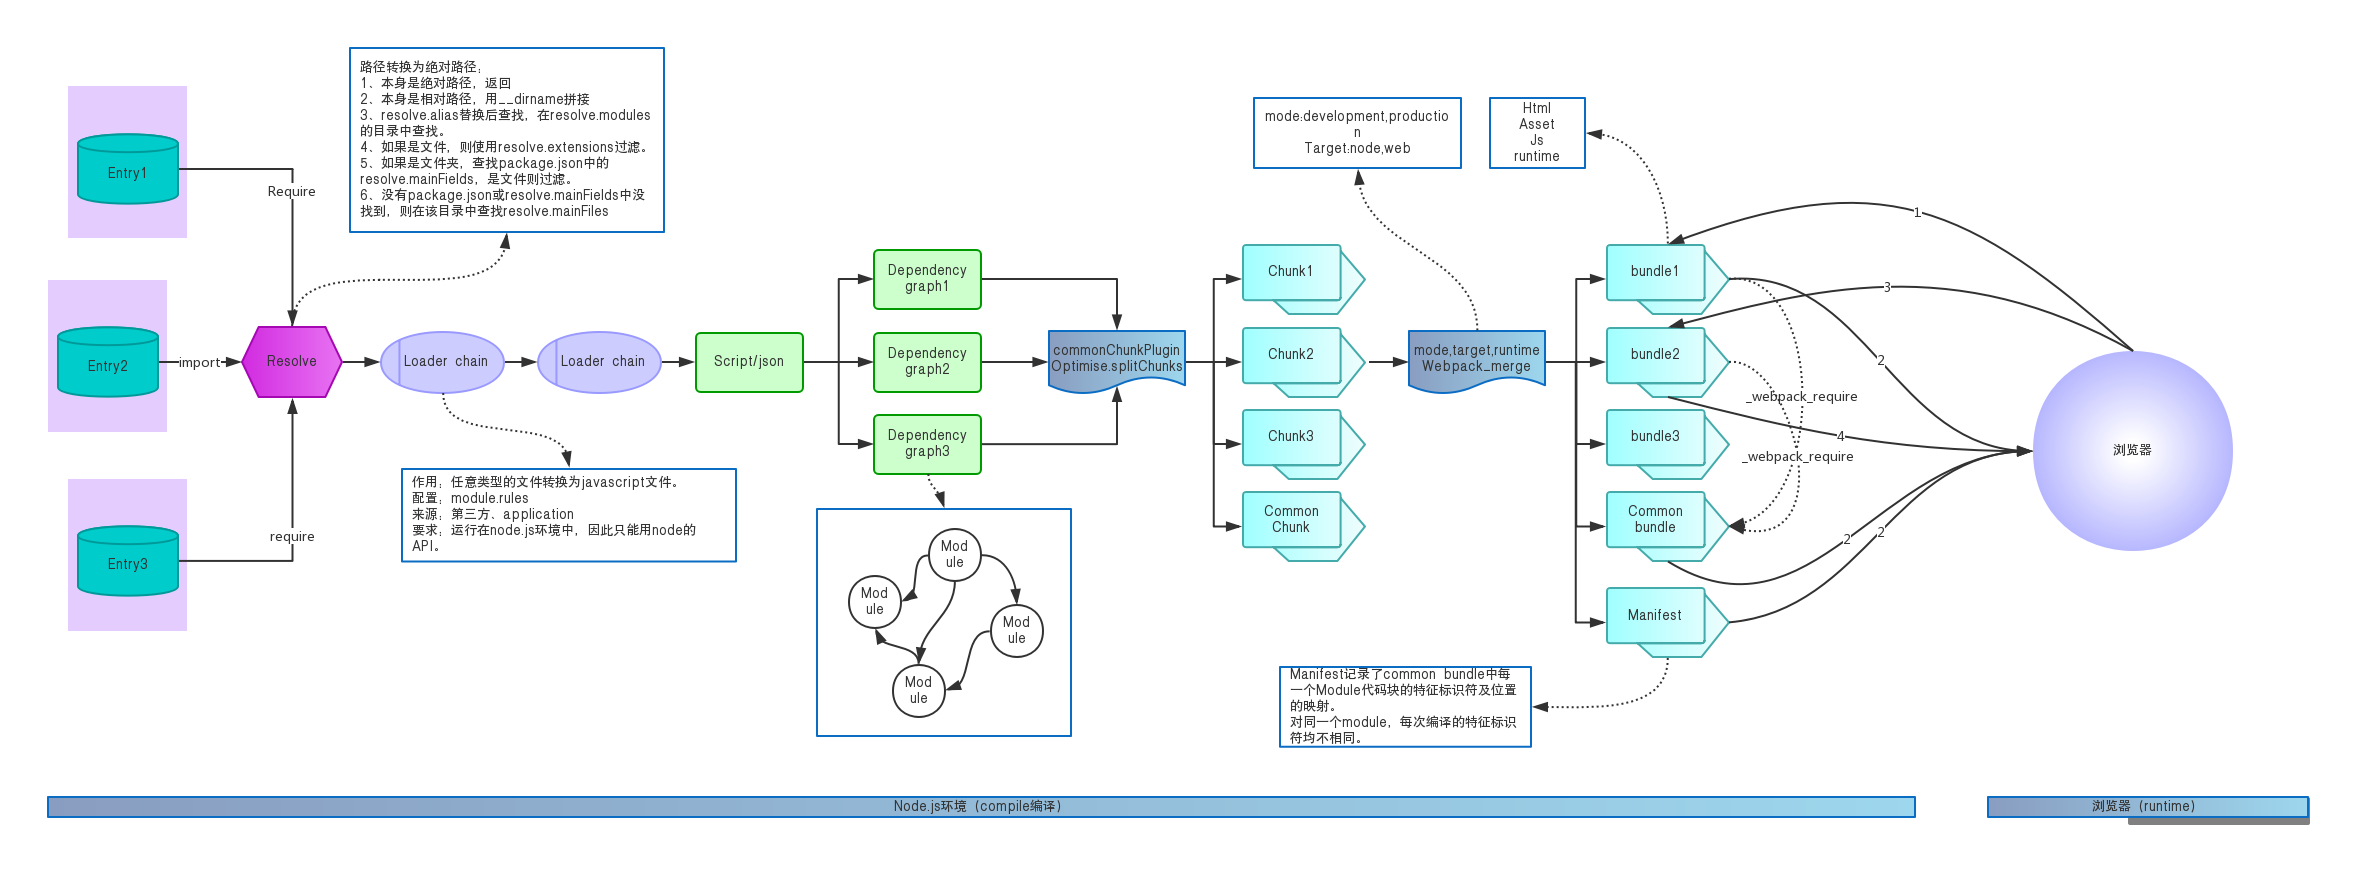 路径转换为绝对路径：
1、本身是绝对路径，返回
2、本身是相对路径，用__dirname拼接
3、resolve.alias替换后查找，在resolve.modules
的目录中查找。
4、如果是文件，则使用resolve.extensions过滤。
5、如果是文件夹，查找package.json中的
resolve.mainFields，是文件则过滤。
6、没有package.json或resolve.mainFields中没
找到，则在该目录中查找resolve.mainFiles
mode:development,productio
n
Target:node,web
Html
Asset
Js
runtime
Entry1
Require
Entry2
import
Resolve
Loader chain
Loader chain
Script/json
Entry3
require
Dependency
graph1
Dependency
graph2
Dependency
graph3
commonChunkPlugin
Optimise.splitChunks
Chunk1
Chunk2
Chunk3
Common
Chunk
mode,target,runtime
Webpack_merge
bundle1
bundle2
bundle3
Common
bundle
Manifest
1
3
2
_webpack_require
4
_webpack_require
2
2
浏览器
作用：任意类型的文件转换为javascript文件。
配置：module.rules
来源：第三方、application
要求：运行在node.js环境中，因此只能用node的
API。
Mod
ule
Mod
ule
Mod
ule
Mod
ule
Manifest记录了common bundle中每
一个Module代码块的特征标识符及位置
的映射。
对同一个module，每次编译的特征标识
符均不相同。
Node.js环境（compile编译）
浏览器（runtime）